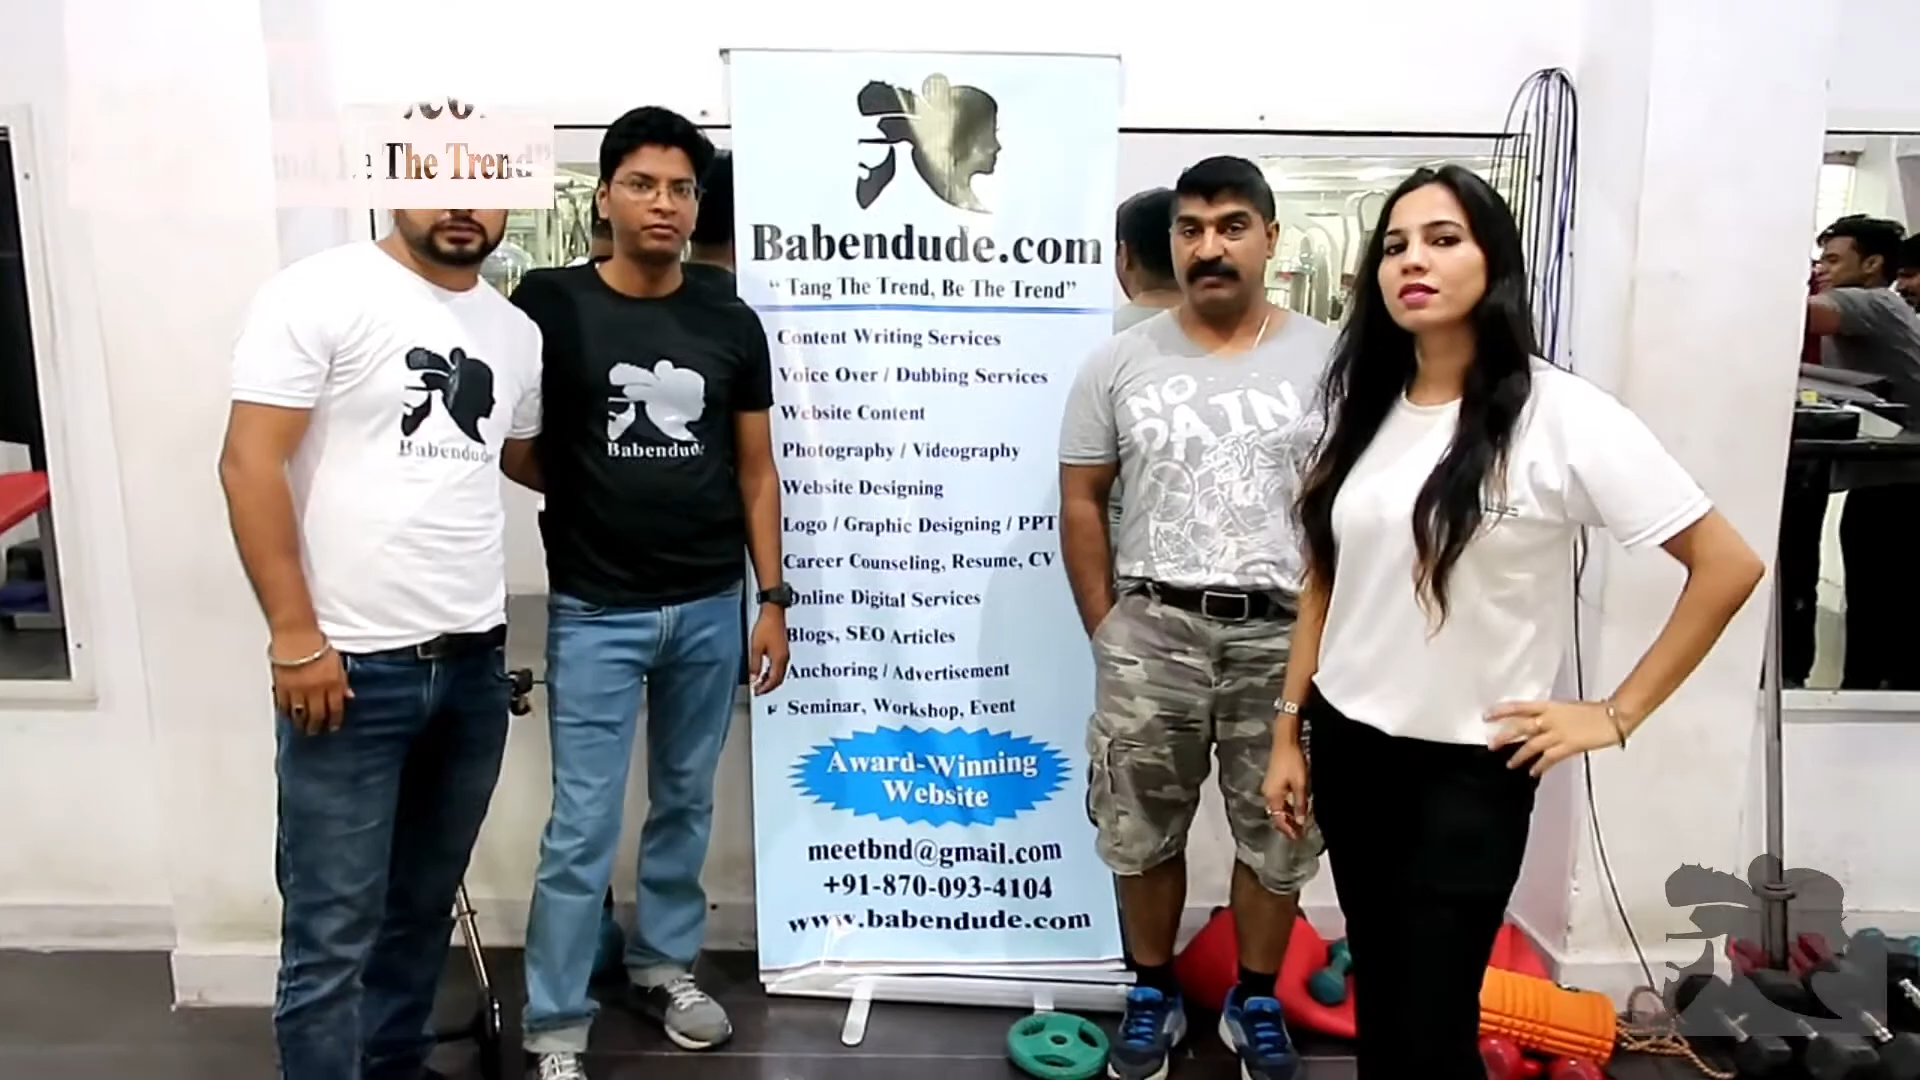 The Trend”
Babendude.com
“ Tang The Trend, Be The Trend”
Content Writing Services
Voice Over / Dubbing Services
Website Content
Photography / Videography
Website Designing
Logo / Graphic Designing / PPT
Career Counseling, Resume, CV
Online Digital Services
Blogs, SEO Articles
Anchoring / Advertisement
Seminar, Workshop, Event
Award-Winning
Website
meetbnd@gmail.com
+91-870-093-4104
www.babendude.com
Babendude
Babendude
NO
PAIN